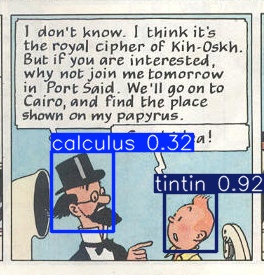 I don't know. I think it's
the royal cipher of Kih-Oskh.
But if you are interested,
why not join me tomorrow
in Port Said. We'll go on to
Cairo, and find the place
shown on my papyrus.
calculus 0.32
tintin 0.92